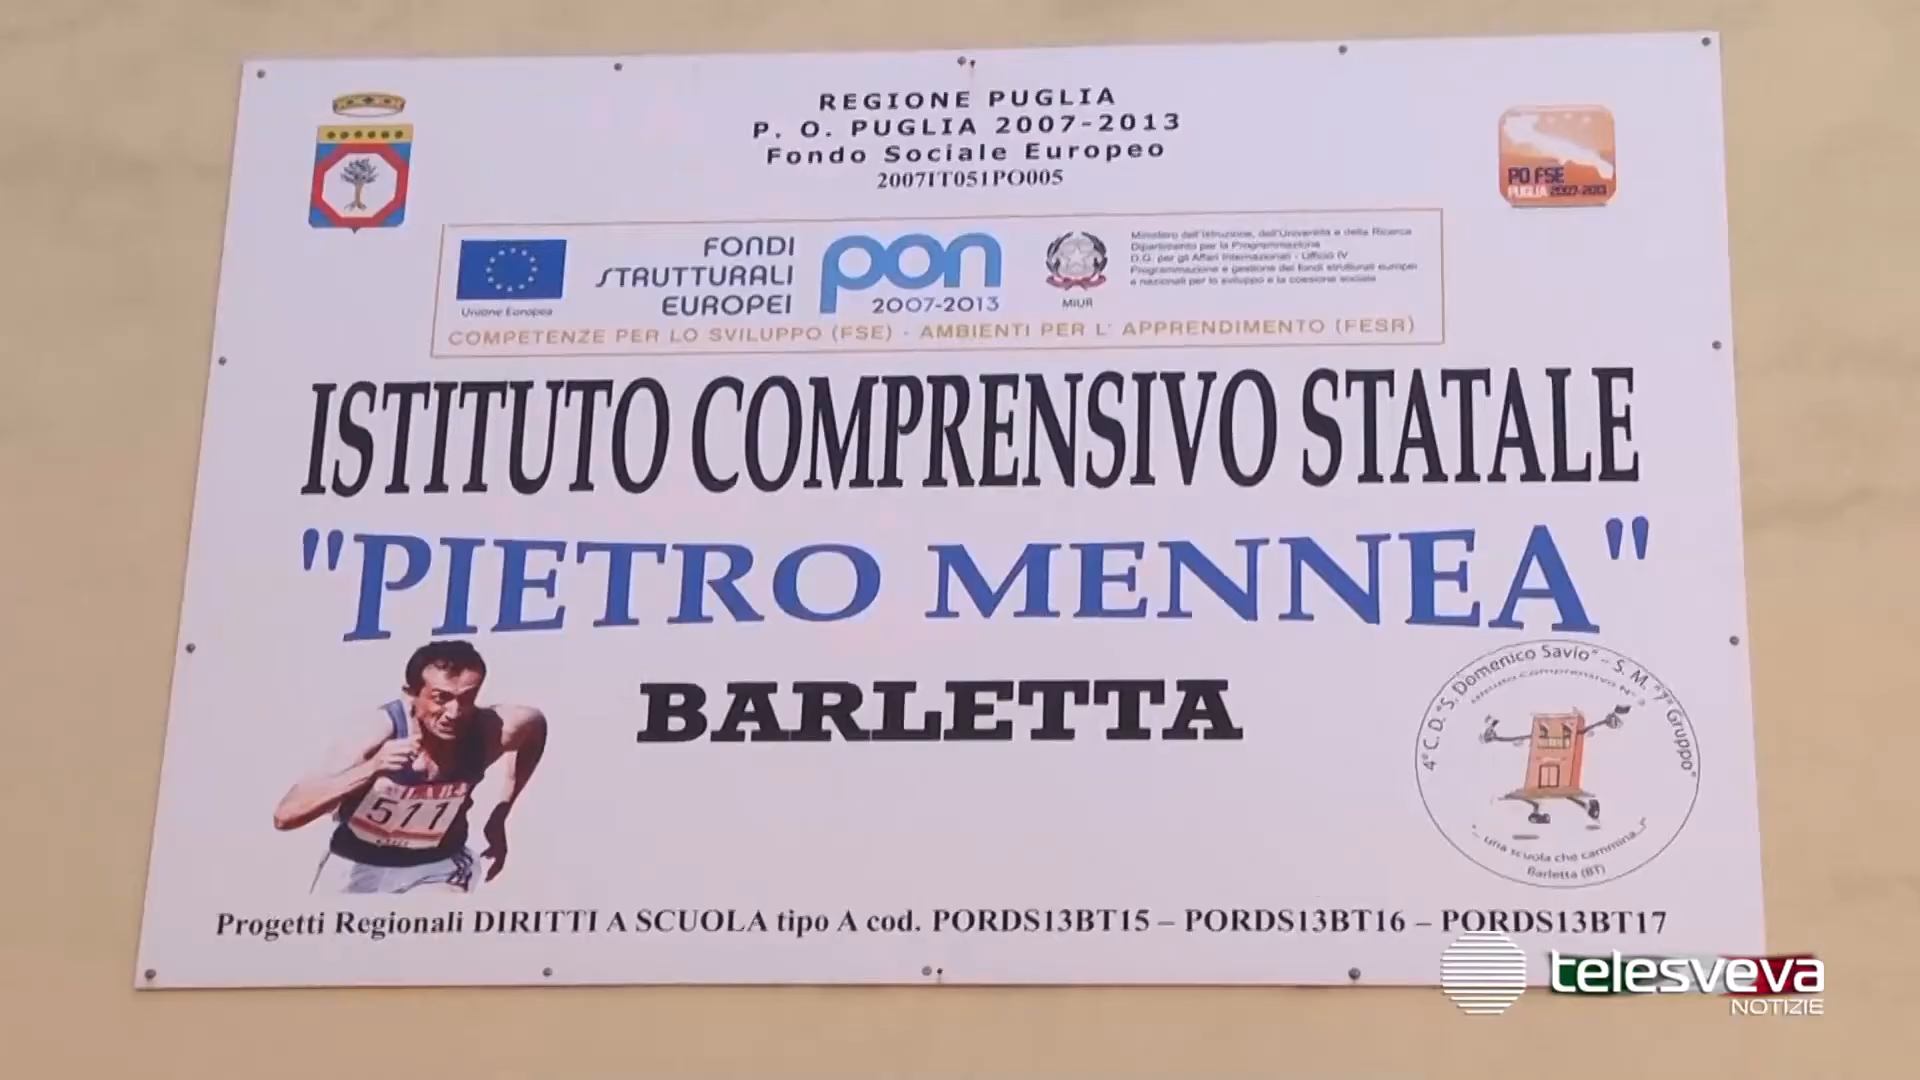 REGIONE PUGLIA
P. O. PUGLIA 2007-2013
Fondo Sociale Europeo
2007IT051PO005
PO FSE
PUGLIA 2007-2013
Unione Europea
FONDI
STRUTTURALI
EUROPEI
pon
2007-2013
MIUR
Ministero dell'Istruzione, dell'Università e della Ricerca
Dipartimento per la Programmazione
D.G. per gli Affari Internazionali - Ufficio IV
Programmazione e gestione dei fondi strutturali europei
e nazionali per lo sviluppo e la coesione sociale
COMPETENZE PER LO SVILUPPO (FSE) - AMBIENTI PER L' APPRENDIMENTO (FESR)
ISTITUTO COMPRENSIVO STATALE
"PIETRO MENNEA"
BARLETTA
511
4° C. D. "S. Domenico Savio" - S. M. "7° Gruppo"
Istituto Comprensivo N°
"... una scuola che cammina..."
Barletta (BT)
Progetti Regionali DIRITTI A SCUOLA tipo A cod. PORDS13BT15 – PORDS13BT16 – PORDS13BT17
telesveva
NOTIZIE